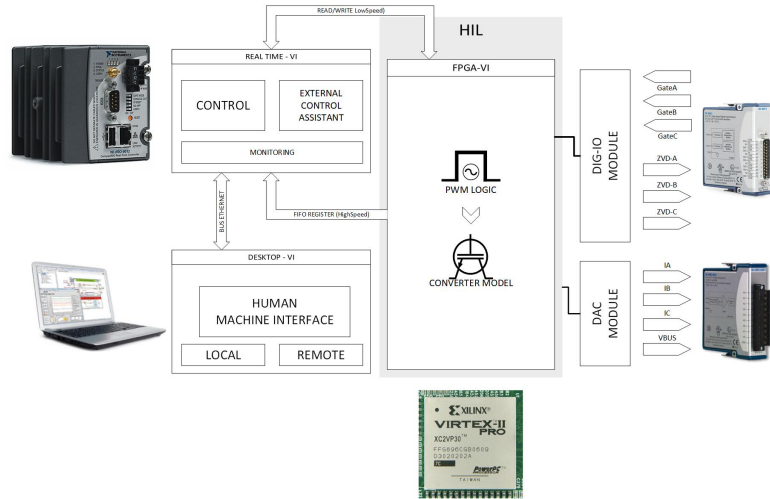 READ/WRITE LowSpeed)
HIL
REAL TIME - VI
CONTROL
EXTERNAL
CONTROL
ASSISTANT
MONITORING
FPGA-VI
PWM LOGIC
CONVERTER MODEL
BUS ETHERNET
FIFO REGISTER (HighSpeed)
DESKTOP - VI
HUMAN
MACHINE INTERFACE
LOCAL
REMOTE
DIG-IO
MODULE
GateA
GateB
GateC
ZVD-A
ZVD-B
ZVD-C
DAC
MODULE
IA
IB
IC
VBUS
XILINX®
VIRTEX-II
PRO
XC2VP30™
PowerPC
TAIWAN